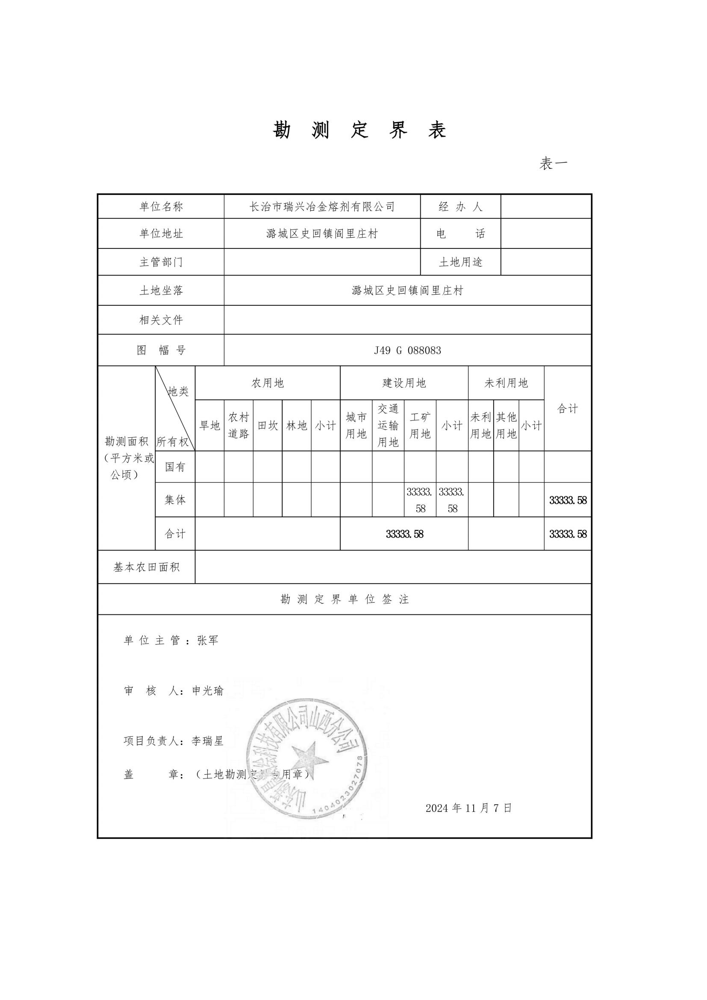 勘 测 定 界 表
表一
单位名称 长治市瑞兴冶金熔剂有限公司 经 办 人
单位地址 潞城区史回镇阎里庄村 电 话
主管部门 土地用途
土地坐落 潞城区史回镇阎里庄村
相关文件
图 幅 号 J49 G 088083
勘测面积
（平方米或
公顷）
地类
所有权
农用地 建设用地 未利用地 合计
旱地 农村道路 田坎 林地 小计 城市用地 交通运输用地 工矿用地 小计 未利用地 其他用地 小计
国有
集体 33333.58 33333.58 33333.58
合计 33333.58 33333.58
基本农田面积
勘 测 定 界 单 位 签 注
单 位 主 管 ：张军
审 核 人：申光瑜
项目负责人：李瑞星
盖 章：（土地勘测定界专用章）
2024 年 11 月 7 日
科技有限公司山西分公司
1404023027078